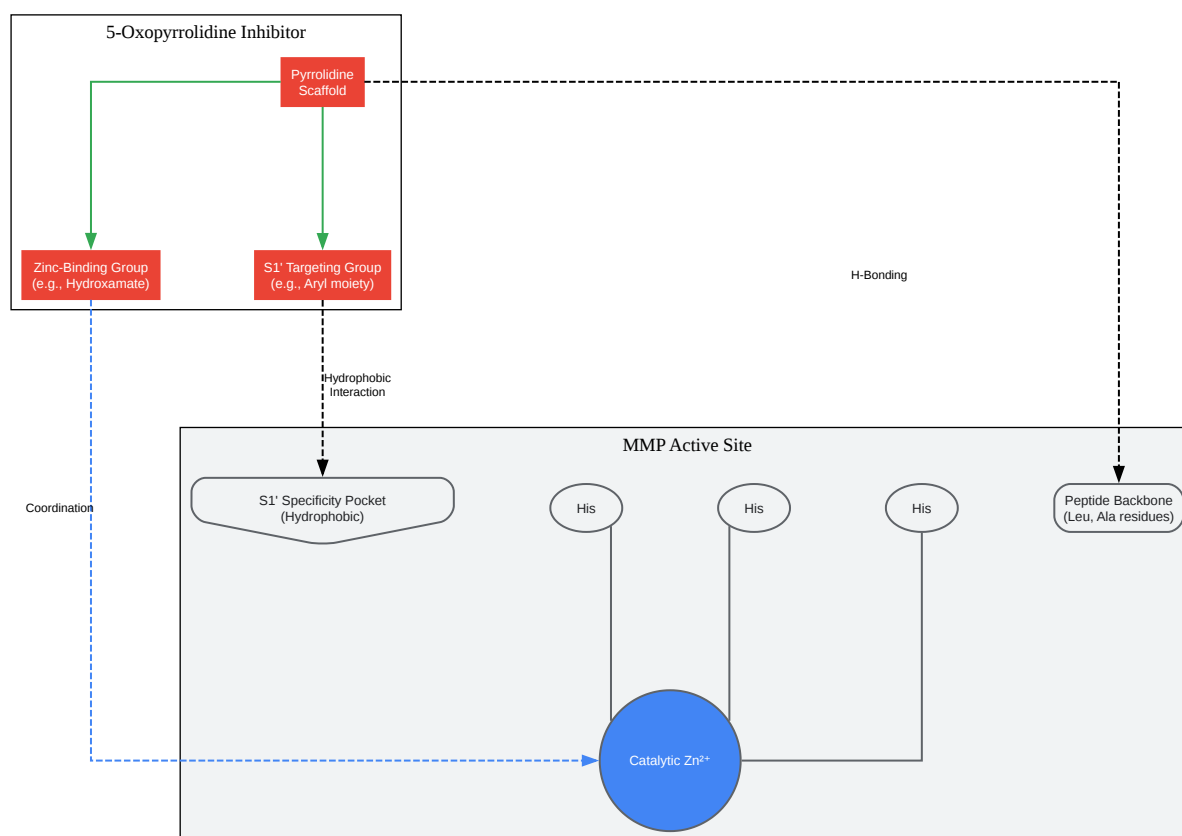 5-Oxopyrrolidine Inhibitor
Pyrrolidine
Scaffold
Zinc-Binding Group
(e.g., Hydroxamate)
S1' Targeting Group
(e.g., Aryl moiety)
H-Bonding
Hydrophobic
Interaction
MMP Active Site
Coordination
S1' Specificity Pocket
(Hydrophobic)
His
His
His
Peptide Backbone
(Leu, Ala residues)
Catalytic Zn²⁺